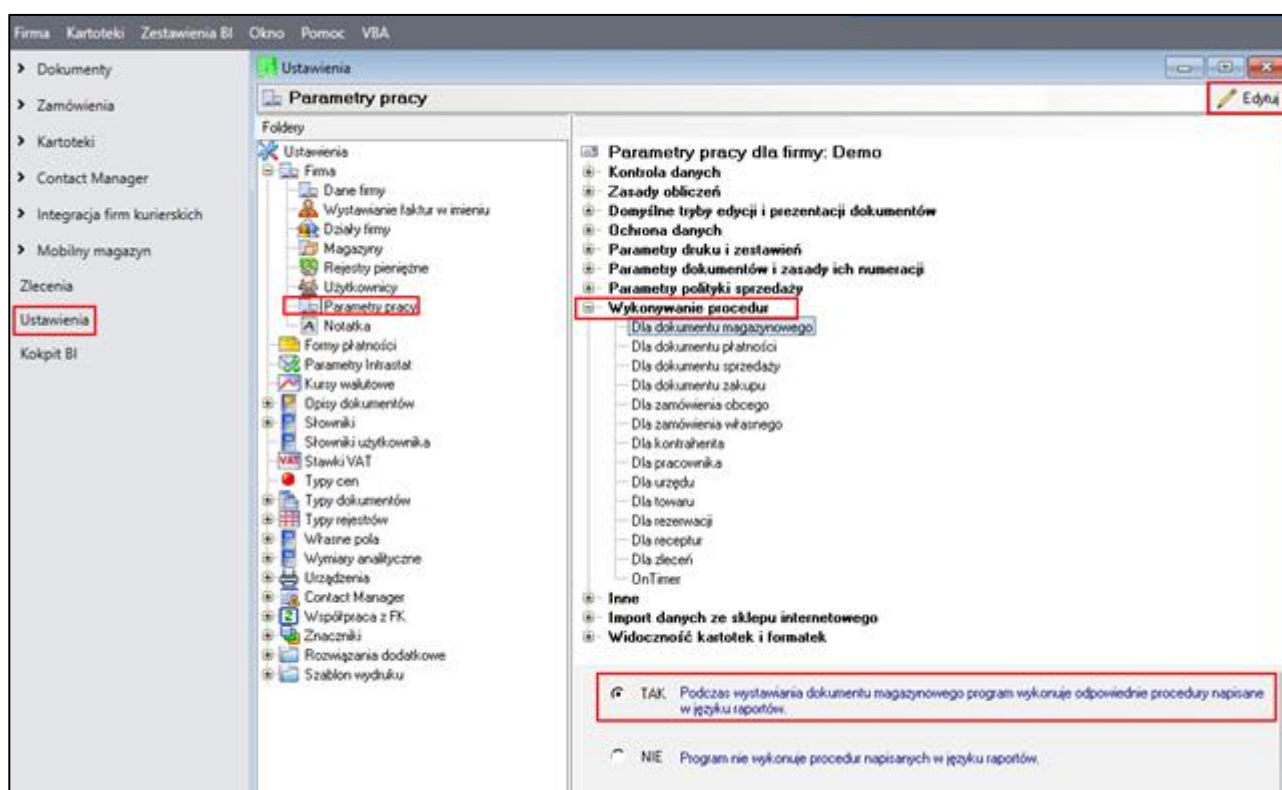 Firma Kartoteki Zestawienia BI Okno Pomoc VBA
Dokumenty
Zamówienia
Kartoteki
Contact Manager
Integracja firm kurierskich
Mobilny magazyn
Zlecenia
Ustawienia
Kokpit BI
Ustawienia
Parametry pracy
Edytuj
Foldery
Ustawienia
Firma
Dane firmy
Wystawianie faktur w imieniu
Działy firmy
Magazyny
Rejestry pieniężne
Użytkownicy
Parametry pracy
A Notatka
Formy płatności
Parametry Intrastat
Kursy walutowe
Opisy dokumentów
Słowniki
Słowniki użytkownika
VAT Stawki VAT
Typy cen
Typy dokumentów
Typy rejestrów
Własne pola
Wymiary analityczne
Urządzenia
Contact Manager
Współpraca z FK
Znaczniki
Rozwiązania dodatkowe
Szablon wydruku
Parametry pracy dla firmy: Demo
Kontrola danych
Zasady obliczeń
Domyślne tryby edycji i prezentacji dokumentów
Ochrona danych
Parametry druku i zestawień
Parametry dokumentów i zasady ich numeracji
Parametry polityki sprzedaży
Wykonywanie procedur
Dla dokumentu magazynowego
Dla dokumentu płatności
Dla dokumentu sprzedaży
Dla dokumentu zakupu
Dla zamówienia obcego
Dla zamówienia własnego
Dla kontrahenta
Dla pracownika
Dla urzędu
Dla towaru
Dla rezerwacji
Dla receptur
Dla zleceń
OnTimer
Inne
Import danych ze sklepu internetowego
Widoczność kartotek i formatek
TAK Podczas wystawiania dokumentu magazynowego program wykonuje odpowiednie procedury napisane
w języku raportów.
NIE Program nie wykonuje procedur napisanych w języku raportów.